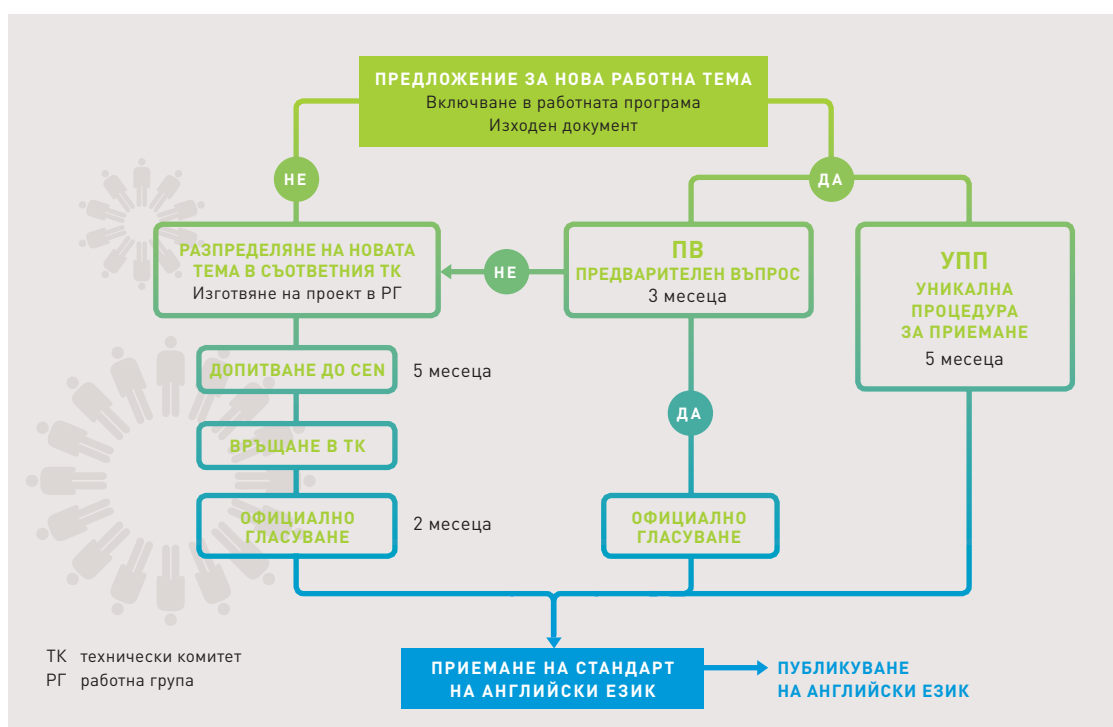 ПРЕДЛОЖЕНИЕ ЗА НОВА РАБОТНА ТЕМА
Включване в работната програма
Изходен документ
НЕ
ДА
РАЗПРЕДЕЛЯНЕ НА НОВАТА
ТЕМА В СЪОТВЕТНИЯ ТК
Изготвяне на проект в РГ
НЕ
ПВ
ПРЕДВАРИТЕЛЕН ВЪПРОС
3 месеца
УПП
УНИКАЛНА
ПРОЦЕДУРА
ЗА ПРИЕМАНЕ
5 месеца
ДОПИТВАНЕ ДО CEN
5 месеца
ДА
ВРЪЩАНЕ В ТК
ОФИЦИАЛНО
ГЛАСУВАНЕ
2 месеца
ОФИЦИАЛНО
ГЛАСУВАНЕ
ТК технически комитет
РГ работна група
ПРИЕМАНЕ НА СТАНДАРТ
НА АНГЛИЙСКИ ЕЗИК
ПУБЛИКУВАНЕ
НА АНГЛИЙСКИ ЕЗИК